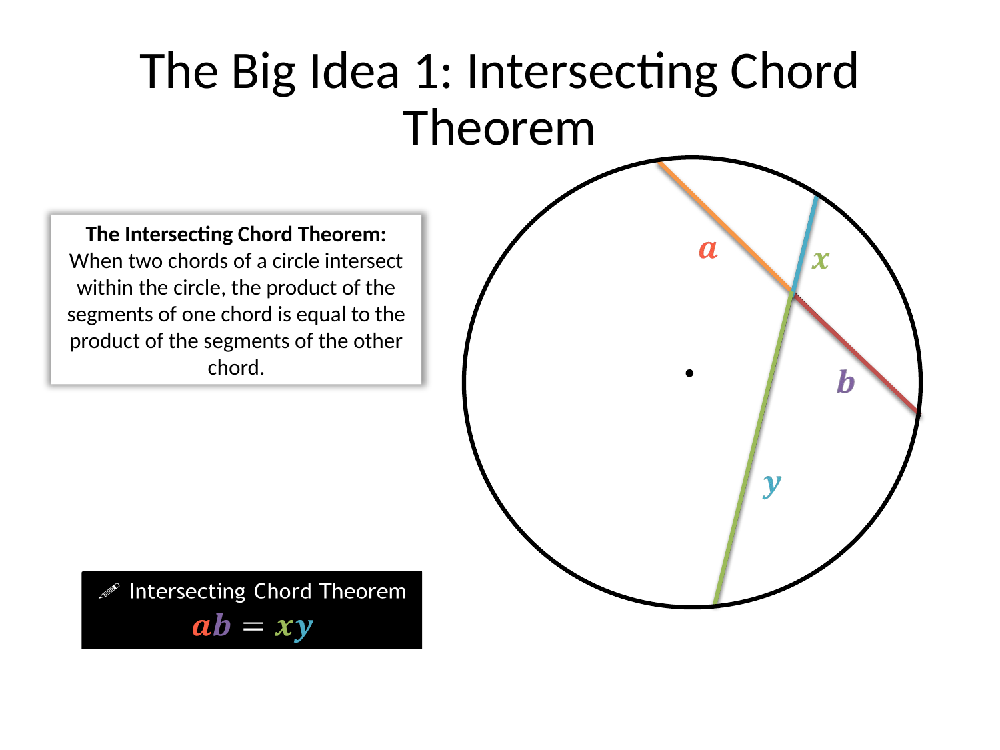 The Big Idea 1: Intersecting Chord
Theorem
The Intersecting Chord Theorem:
When two chords of a circle intersect
within the circle, the product of the
segments of one chord is equal to the
product of the segments of the other
chord.
a
x
b
y
🖉 Intersecting Chord Theorem
ab = xy